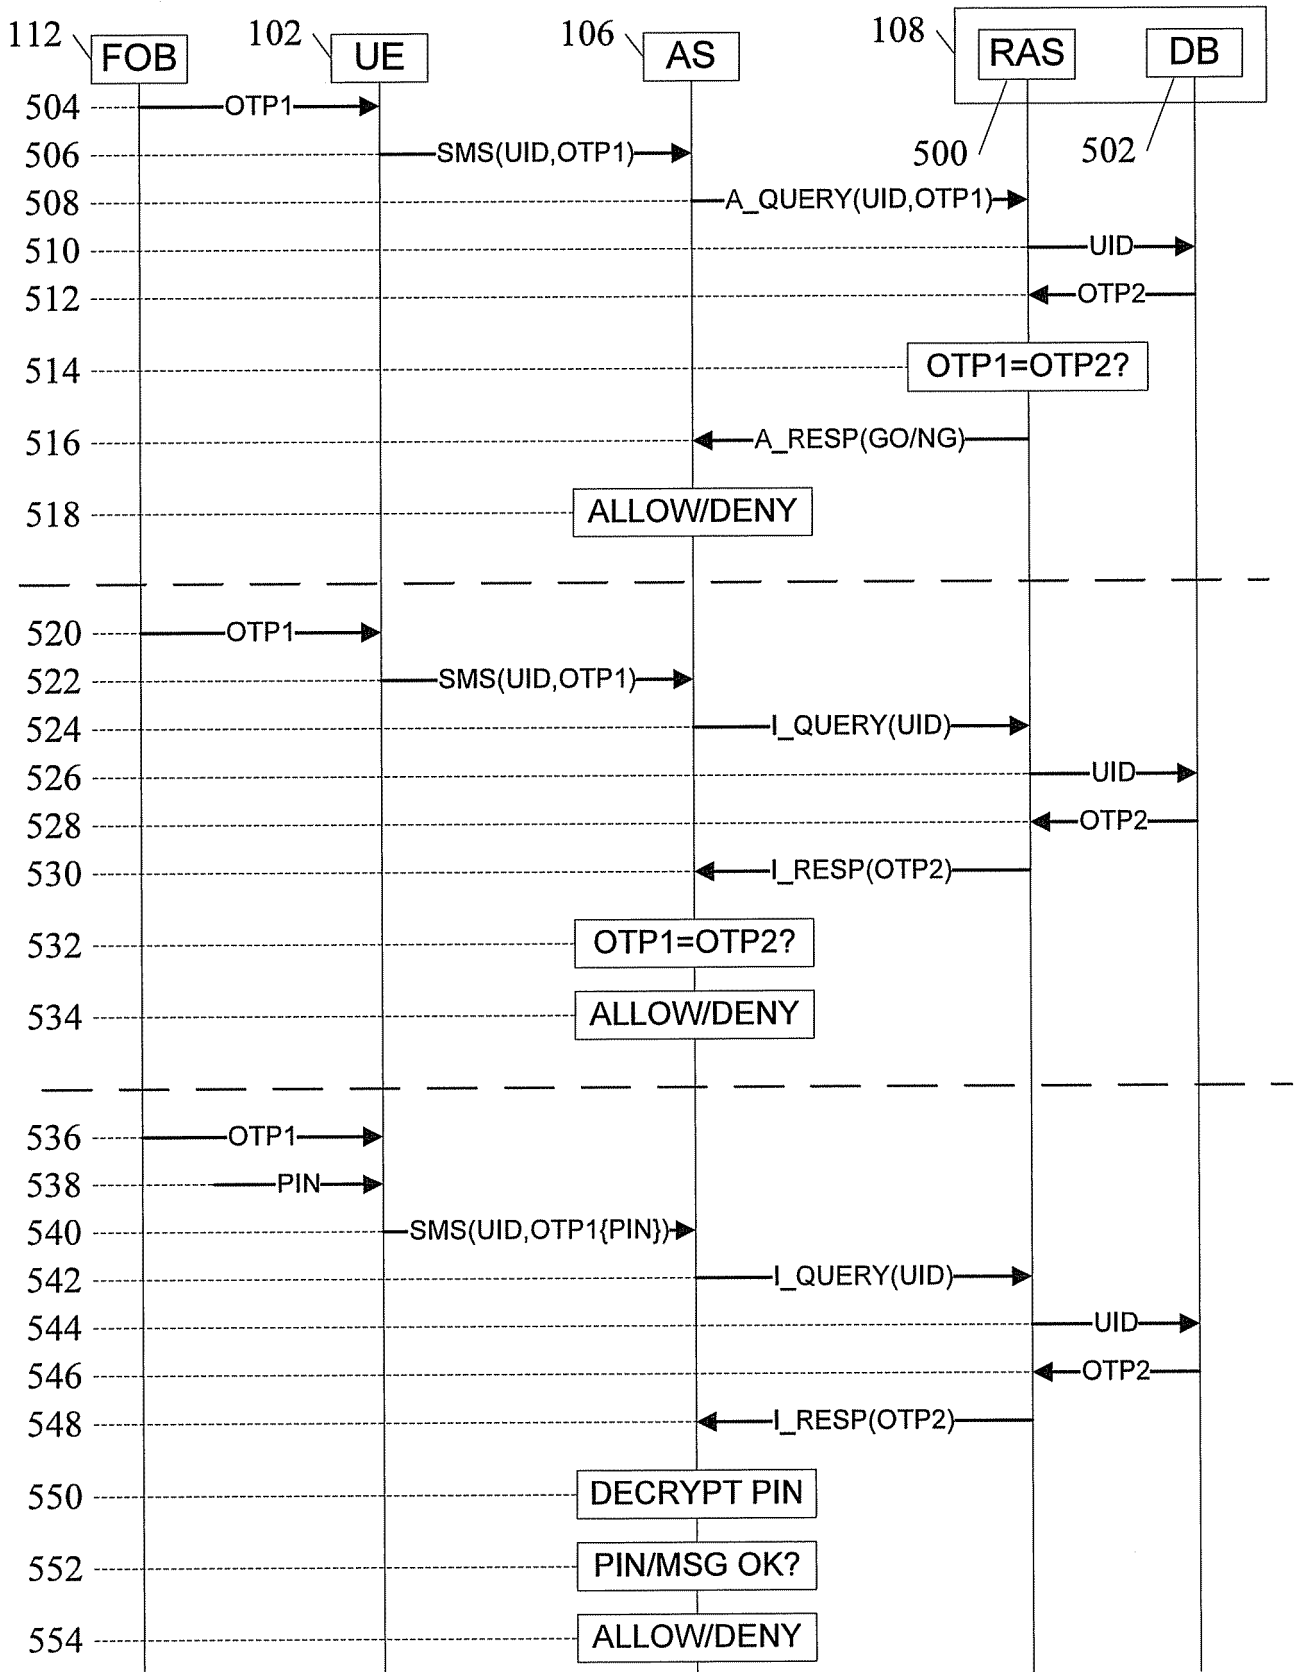 112 FOB 102 UE 106 AS 108 RAS DB
504 OTP1
500 502
506 SMS(UID,OTP1)
508 A_QUERY(UID,OTP1)
510 UID
512 OTP2
514 OTP1=OTP2?
516 A_RESP(GO/NG)
518 ALLOW/DENY
520 OTP1
522 SMS(UID,OTP1)
524 I_QUERY(UID)
526 UID
528 OTP2
530 I_RESP(OTP2)
532 OTP1=OTP2?
534 ALLOW/DENY
536 OTP1
538 PIN
540 SMS(UID,OTP1{PIN})
542 I_QUERY(UID)
544 UID
546 OTP2
548 I_RESP(OTP2)
550 DECRYPT PIN
552 PIN/MSG OK?
554 ALLOW/DENY